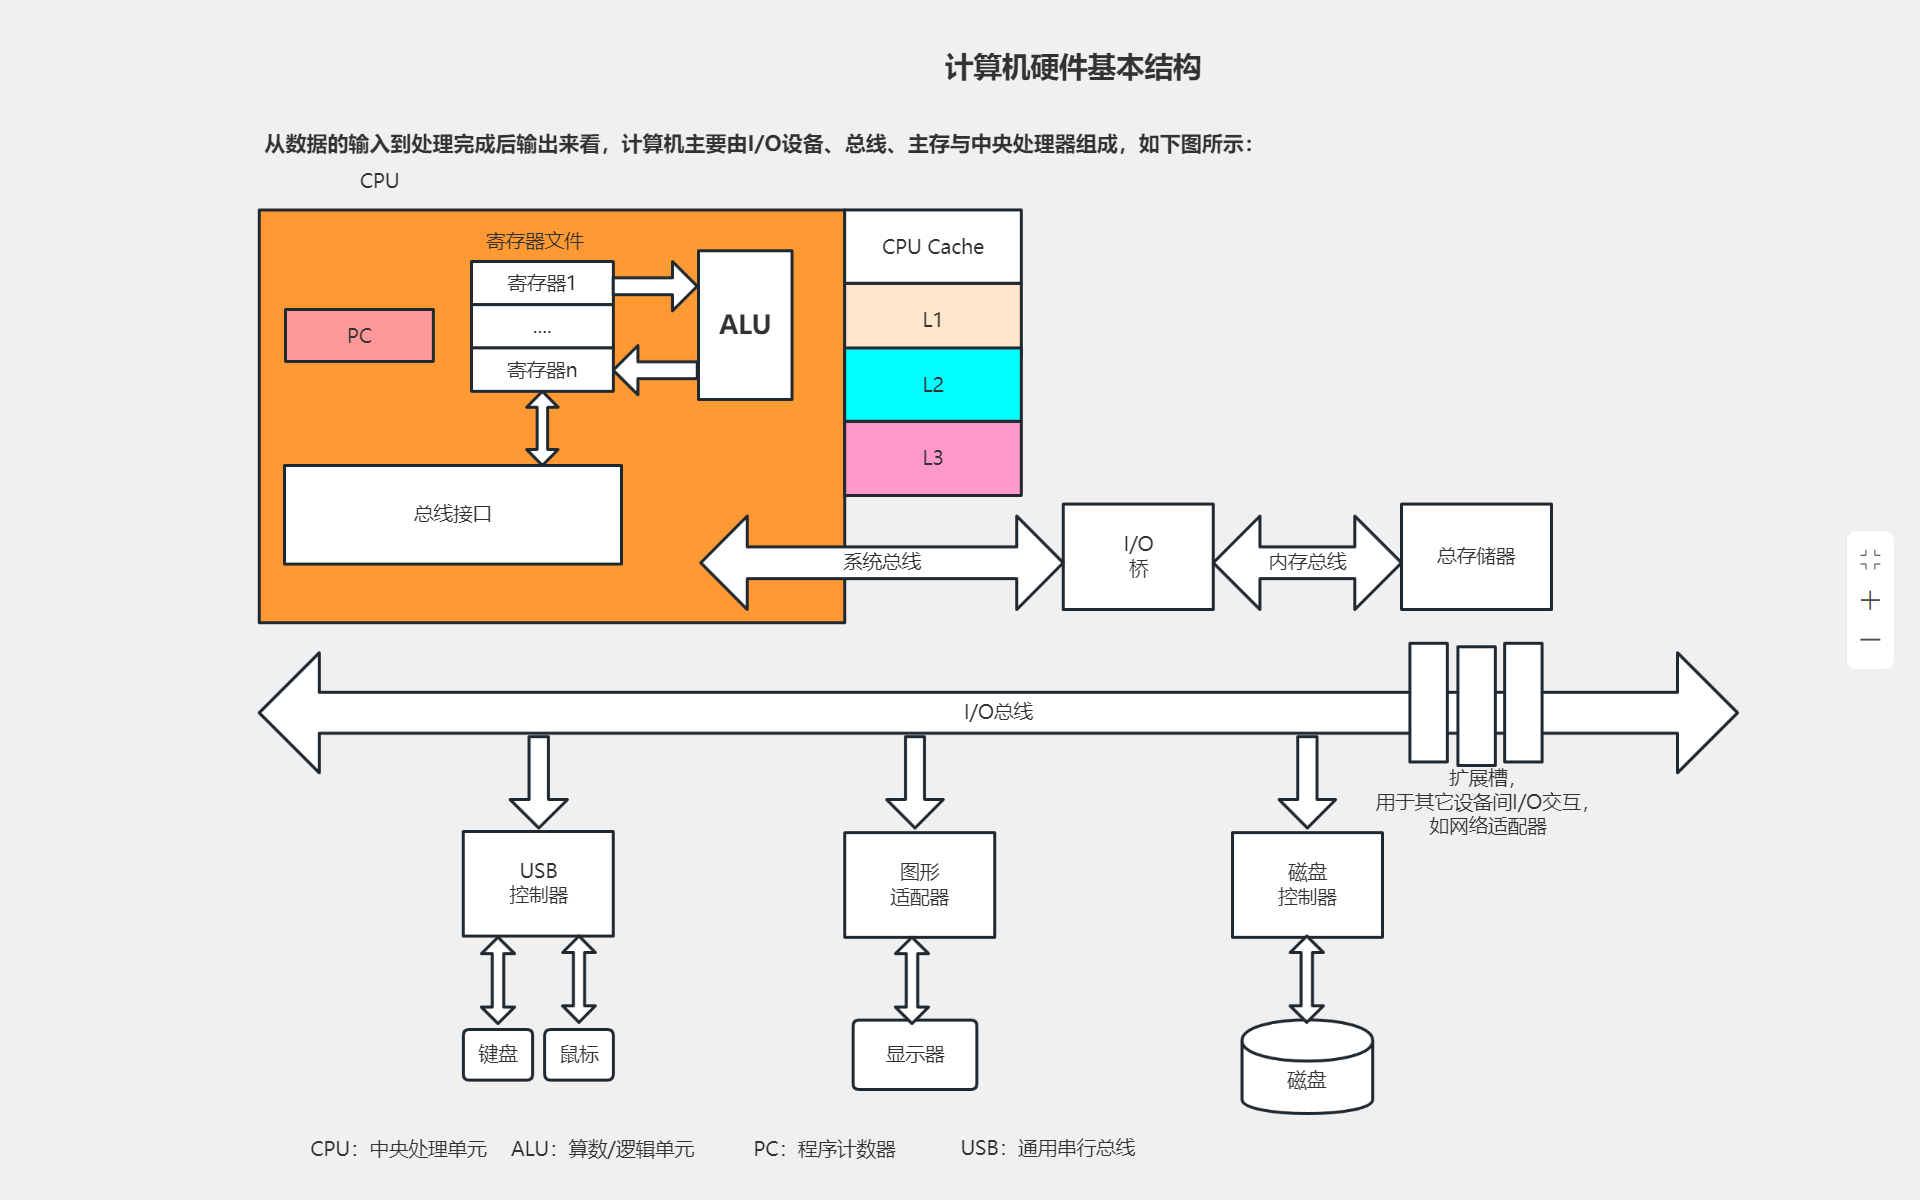 计算机硬件基本结构
从数据的输入到处理完成后输出来看，计算机主要由I/O设备、总线、主存与中央处理器组成，如下图所示：
CPU
寄存器文件
寄存器1
....
寄存器n
PC
ALU
总线接口
CPU Cache
L1
L2
L3
系统总线
I/O
桥
内存总线
总存储器
I/O总线
扩展槽，
用于其它设备间I/O交互，
如网络适配器
USB
控制器
图形
适配器
磁盘
控制器
键盘
鼠标
显示器
磁盘
CPU：中央处理单元
ALU：算数/逻辑单元
PC：程序计数器
USB：通用串行总线